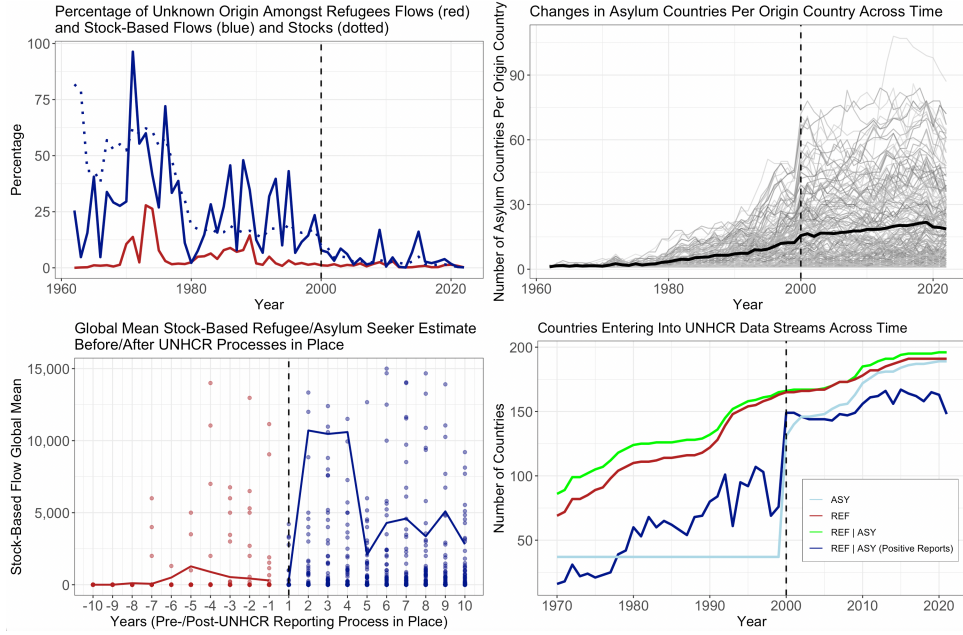 Percentage of Unknown Origin Amongst Refugees Flows (red)
and Stock-Based Flows (blue) and Stocks (dotted)
100
75
50
25
0
Percentage
1960 1980 2000 2020
Year
Changes in Asylum Countries Per Origin Country Across Time
Number of Asylum Countries Per Origin Country
90
60
30
0
1960 1980 2000 2020
Year
Global Mean Stock-Based Refugee/Asylum Seeker Estimate
Before/After UNHCR Processes in Place
Stock-Based Flow Global Mean
15,000
10,000
5,000
0
-10 -9 -8 -7 -6 -5 -4 -3 -2 -1 1 2 3 4 5 6 7 8 9 10
Years (Pre-/Post-UNHCR Reporting Process in Place)
Countries Entering Into UNHCR Data Streams Across Time
Number of Countries
200
150
100
50
ASY
REF
REF | ASY
REF | ASY (Positive Reports)
1970 1980 1990 2000 2010 2020
Year